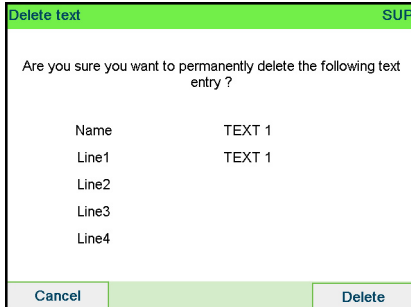 Delete text SUP
Are you sure you want to permanently delete the following text
entry ?
Name TEXT 1
Line1 TEXT 1
Line2
Line3
Line4
Cancel Delete